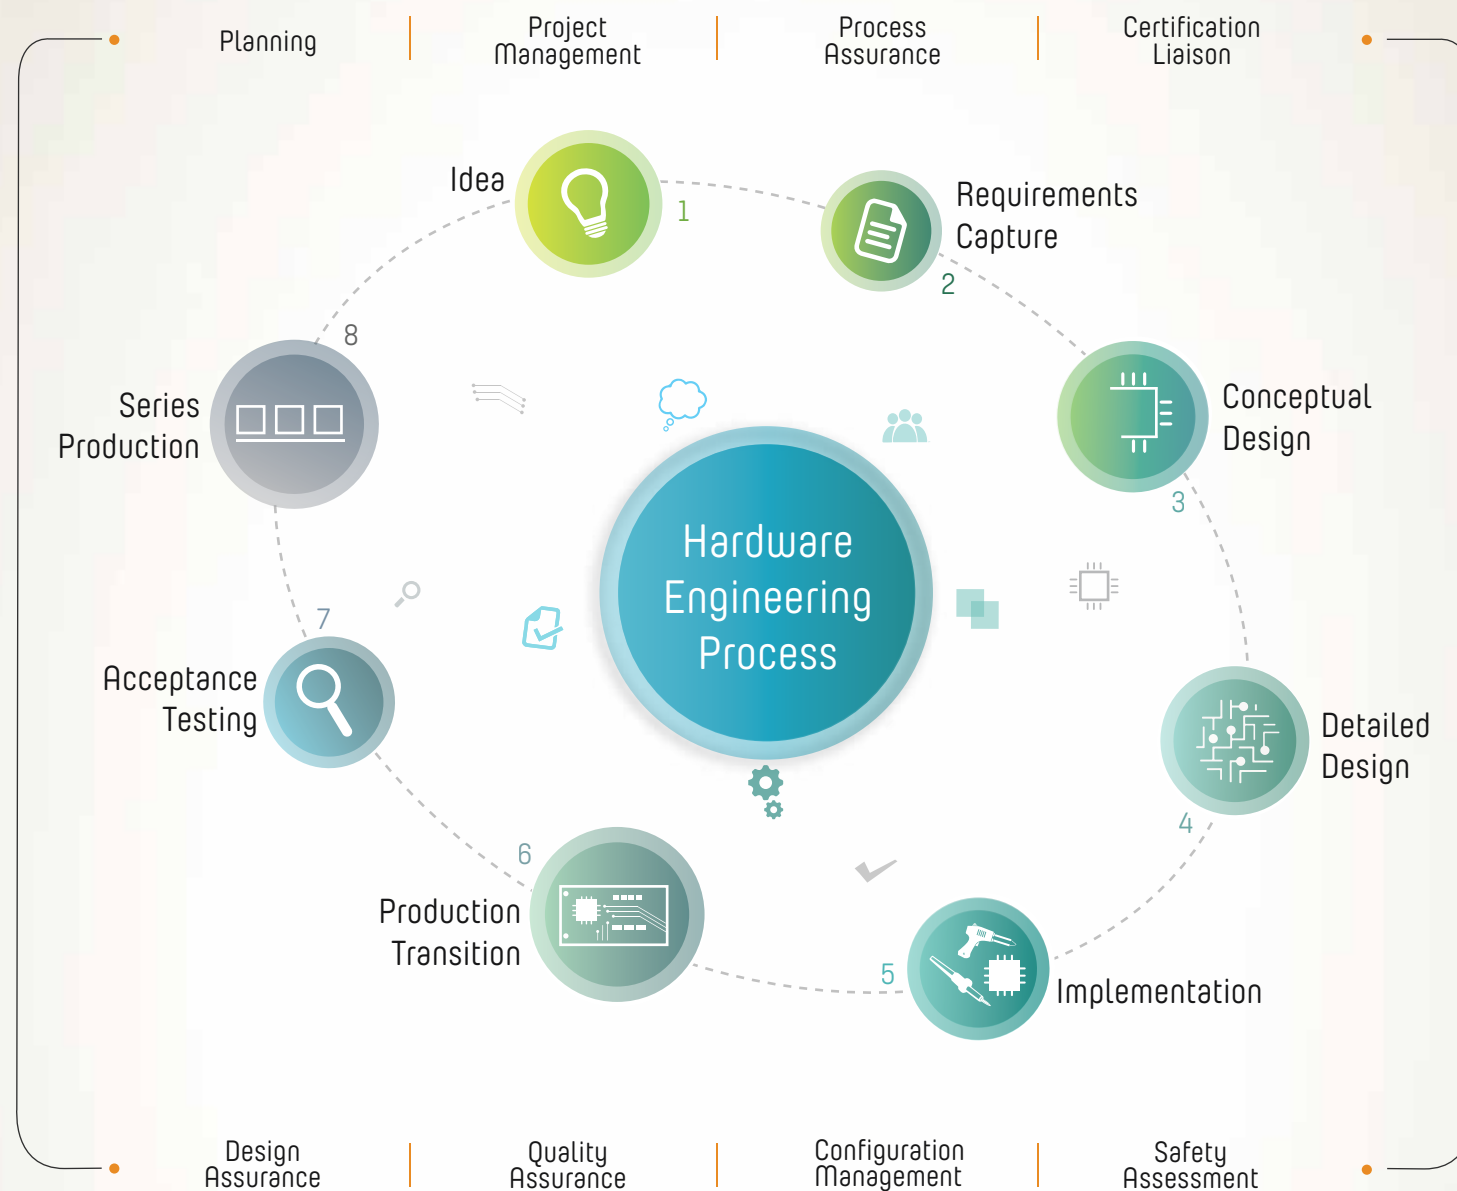 Planning
Project
Management
Process
Assurance
Certification
Liaison
Idea
1
Requirements
Capture
2
8
Series
Production
Conceptual
Design
3
Hardware
Engineering
Process
7
Acceptance
Testing
Detailed
Design
4
6
Production
Transition
5
Implementation
Design
Assurance
Quality
Assurance
Configuration
Management
Safety
Assessment